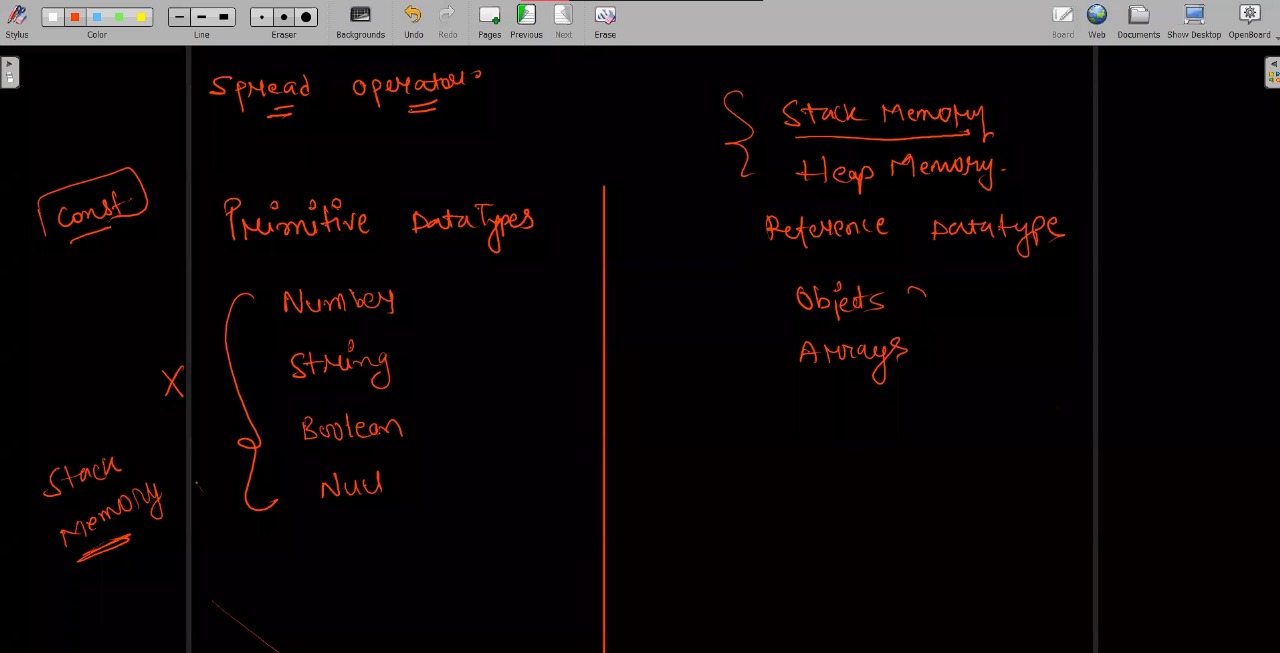 Stylus
Color
Line
Eraser
Backgrounds
Undo
Redo
Pages
Previous
Next
Erase
Board
Web
Documents
Show Desktop
OpenBoard
Spread operators
Stack Memory
Heap Memory.
const
Primitive DataTypes
Reference Datatype
Number
Objects
String
Arrays
X
Boolean
Stack
Memory
Null